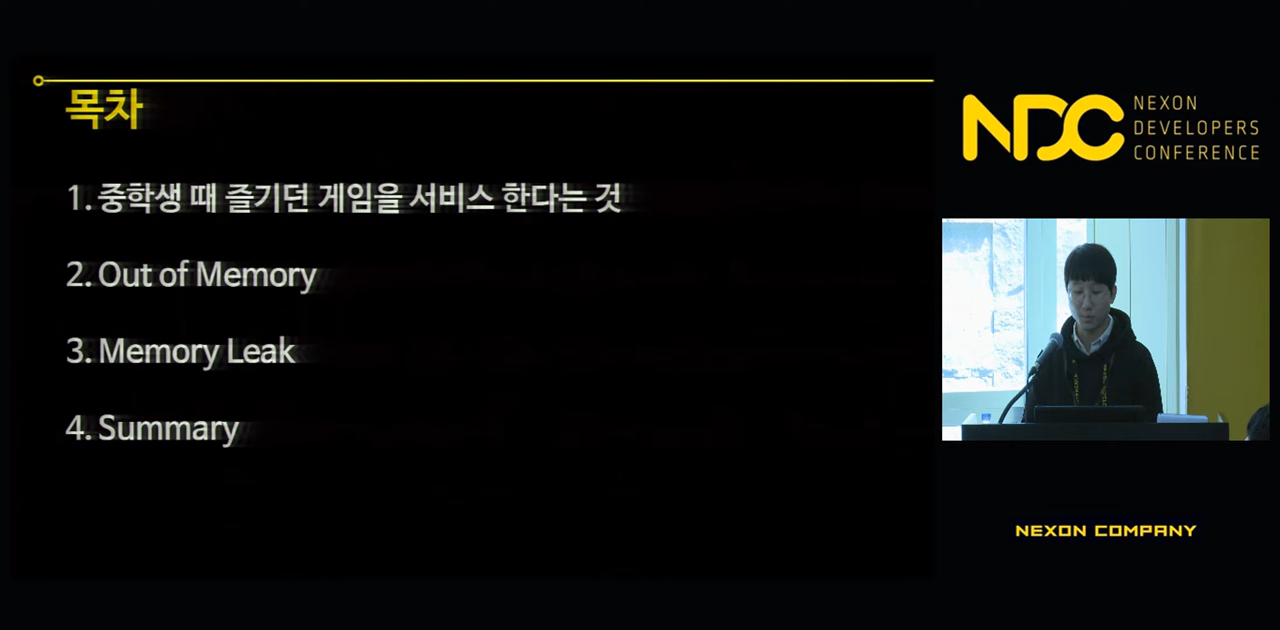 목차
1. 중학생 때 즐기던 게임을 서비스 한다는 것
2. Out of Memory
3. Memory Leak
4. Summary
NDC
NEXON
DEVELOPERS
CONFERENCE
NEXON COMPANY